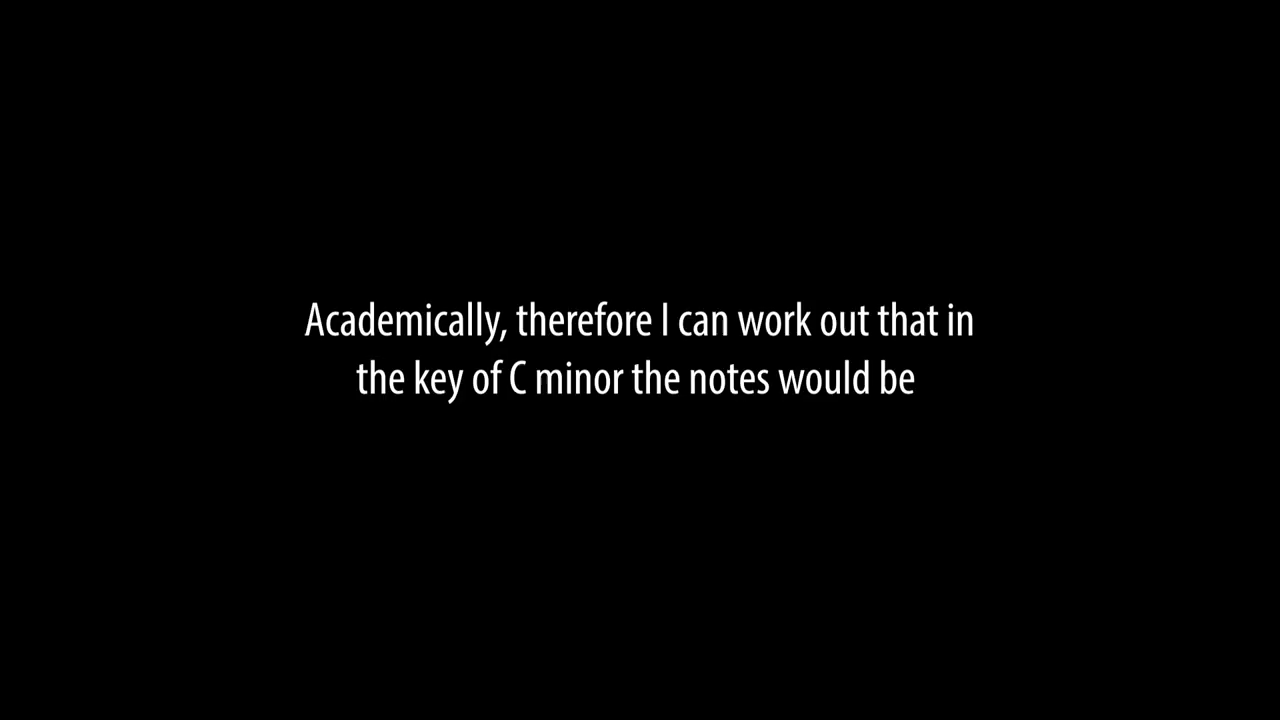 Academically, therefore I can work out that in
the key of C minor the notes would be